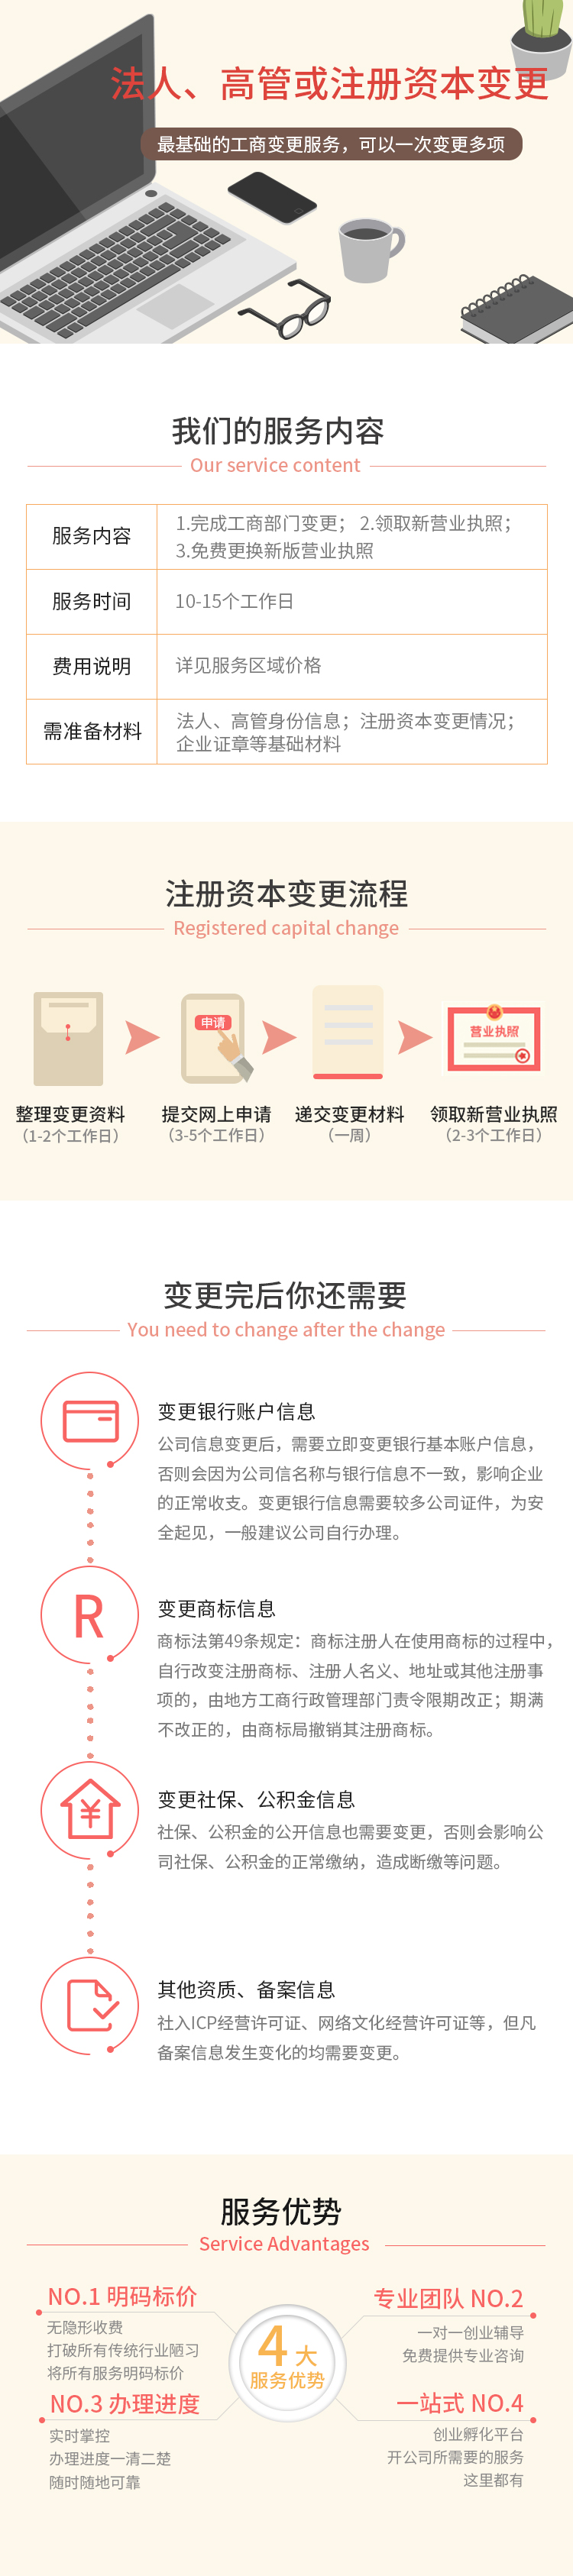 法人、高管或注册资本变更
最基础的工商变更服务，可以一次变更多项
我们的服务内容
Our service content
服务内容
1.完成工商部门变更； 2.领取新营业执照；
3.免费更换新版营业执照
服务时间
10-15个工作日
费用说明
详见服务区域价格
需准备材料
法人、高管身份信息；注册资本变更情况；
企业证章等基础材料
注册资本变更流程
Registered capital change
申请
营业执照
整理变更资料
（1-2个工作日）
提交网上申请
（3-5个工作日）
递交变更材料
（一周）
领取新营业执照
（2-3个工作日）
变更完后你还需要
You need to change after the change
变更银行账户信息
公司信息变更后，需要立即变更银行基本账户信息，
否则会因为公司信名称与银行信息不一致，影响企业
的正常收支。变更银行信息需要较多公司证件，为安
全起见，一般建议公司自行办理。
R
变更商标信息
商标法第49条规定：商标注册人在使用商标的过程中，
自行改变注册商标、注册人名义、地址或其他注册事
项的，由地方工商行政管理部门责令限期改正；期满
不改正的，由商标局撤销其注册商标。
¥
变更社保、公积金信息
社保、公积金的公开信息也需要变更，否则会影响公
司社保、公积金的正常缴纳，造成断缴等问题。
其他资质、备案信息
社入ICP经营许可证、网络文化经营许可证等，但凡
备案信息发生变化的均需要变更。
服务优势
Service Advantages
NO.1 明码标价
无隐形收费
打破所有传统行业陋习
将所有服务明码标价
专业团队 NO.2
一对一创业辅导
免费提供专业咨询
4 大
服务优势
NO.3 办理进度
实时掌控
办理进度一清二楚
随时随地可靠
一站式 NO.4
创业孵化平台
开公司所需要的服务
这里都有